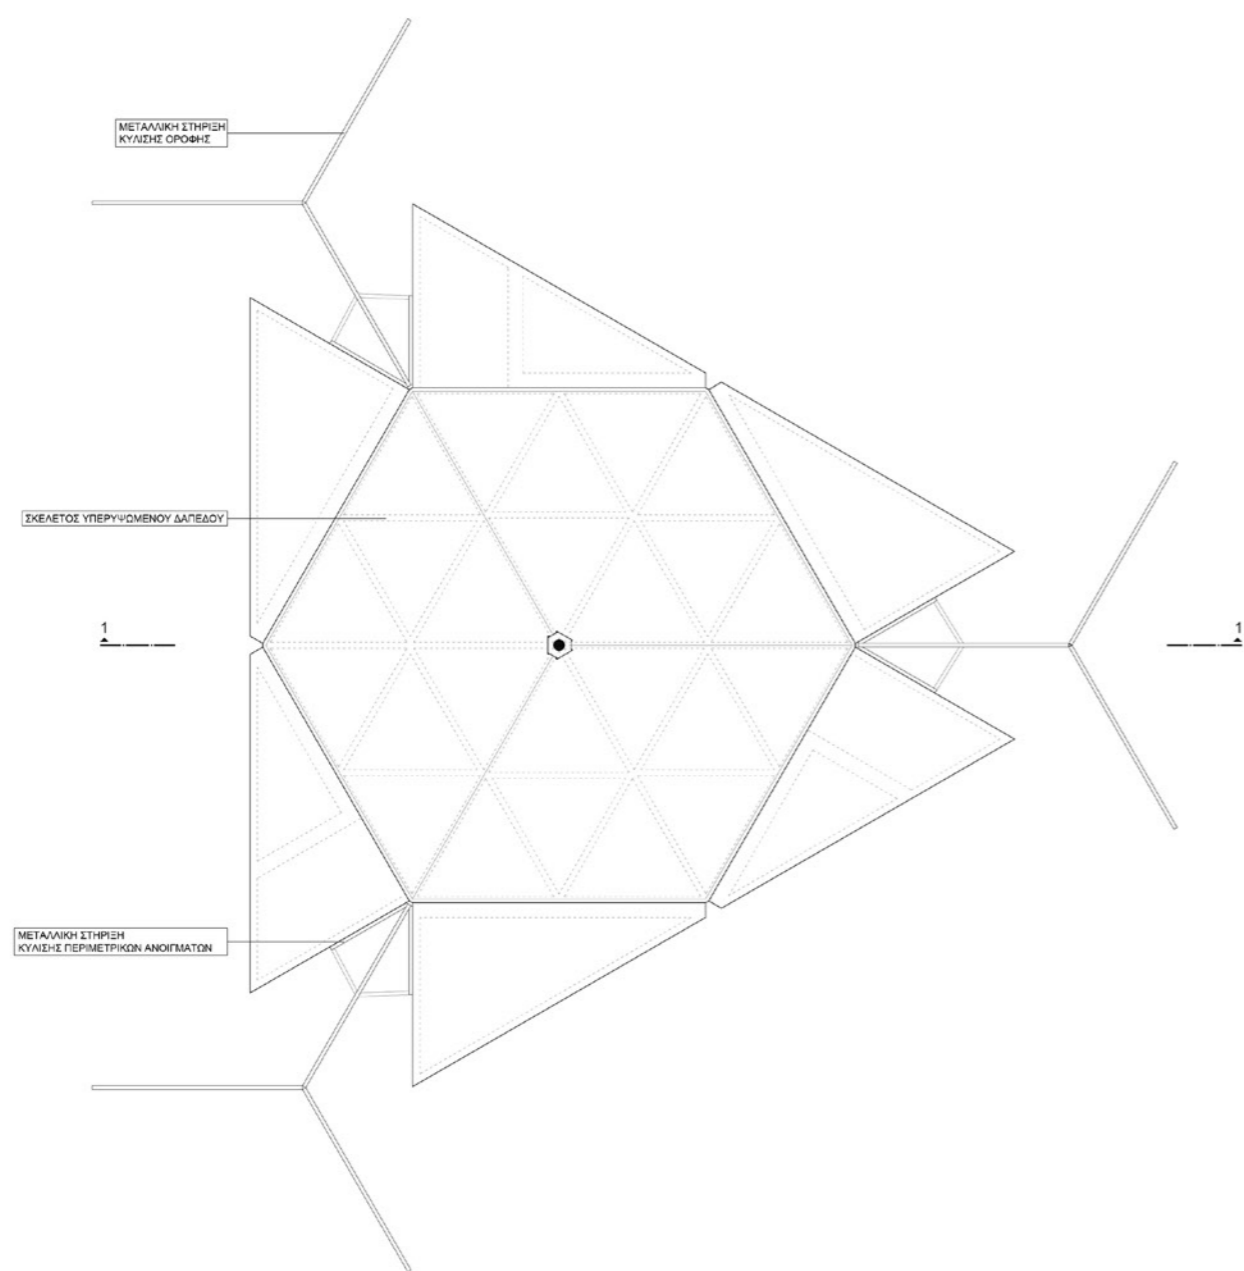 ΜΕΤΑΛΛΙΚΗ ΣΤΗΡΙΞΗ
ΚΥΛΙΣΗΣ ΟΡΟΦΗΣ
ΣΚΕΛΕΤΟΣ ΥΠΕΡΥΨΩΜΕΝΟΥ ΔΑΠΕΔΟΥ
1
1
ΜΕΤΑΛΛΙΚΗ ΣΤΗΡΙΞΗ
ΚΥΛΙΣΗΣ ΠΕΡΙΜΕΤΡΙΚΩΝ ΑΝΟΙΓΜΑΤΩΝ